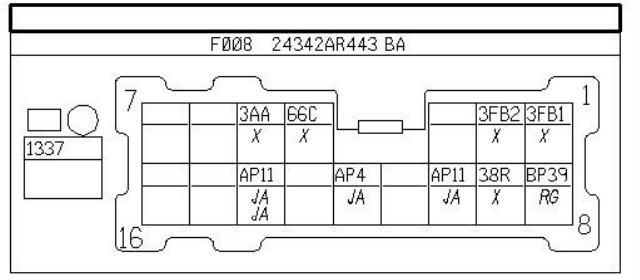 F008 24342AR443 BA
7
1
3AA 66C 3FB2 3FB1
X X X X
1337
AP11 AP4 AP11 38R BP39
JA JA JA X RG
JA
16
8